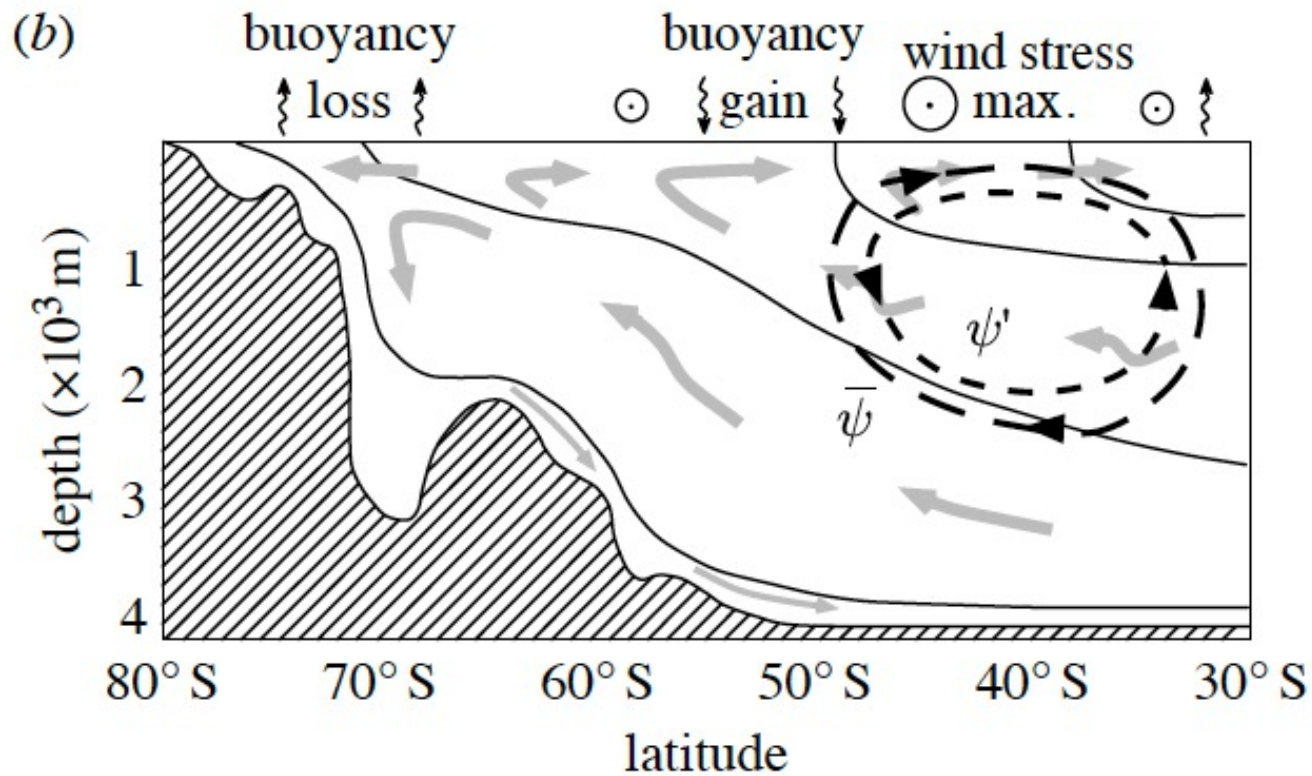 (b)
buoyancy
loss
buoyancy
gain
wind stress
max.
depth (×10³ m)
1
2
3
4
ψ'
ψ̅
80° S 70° S 60° S 50° S 40° S 30° S
latitude